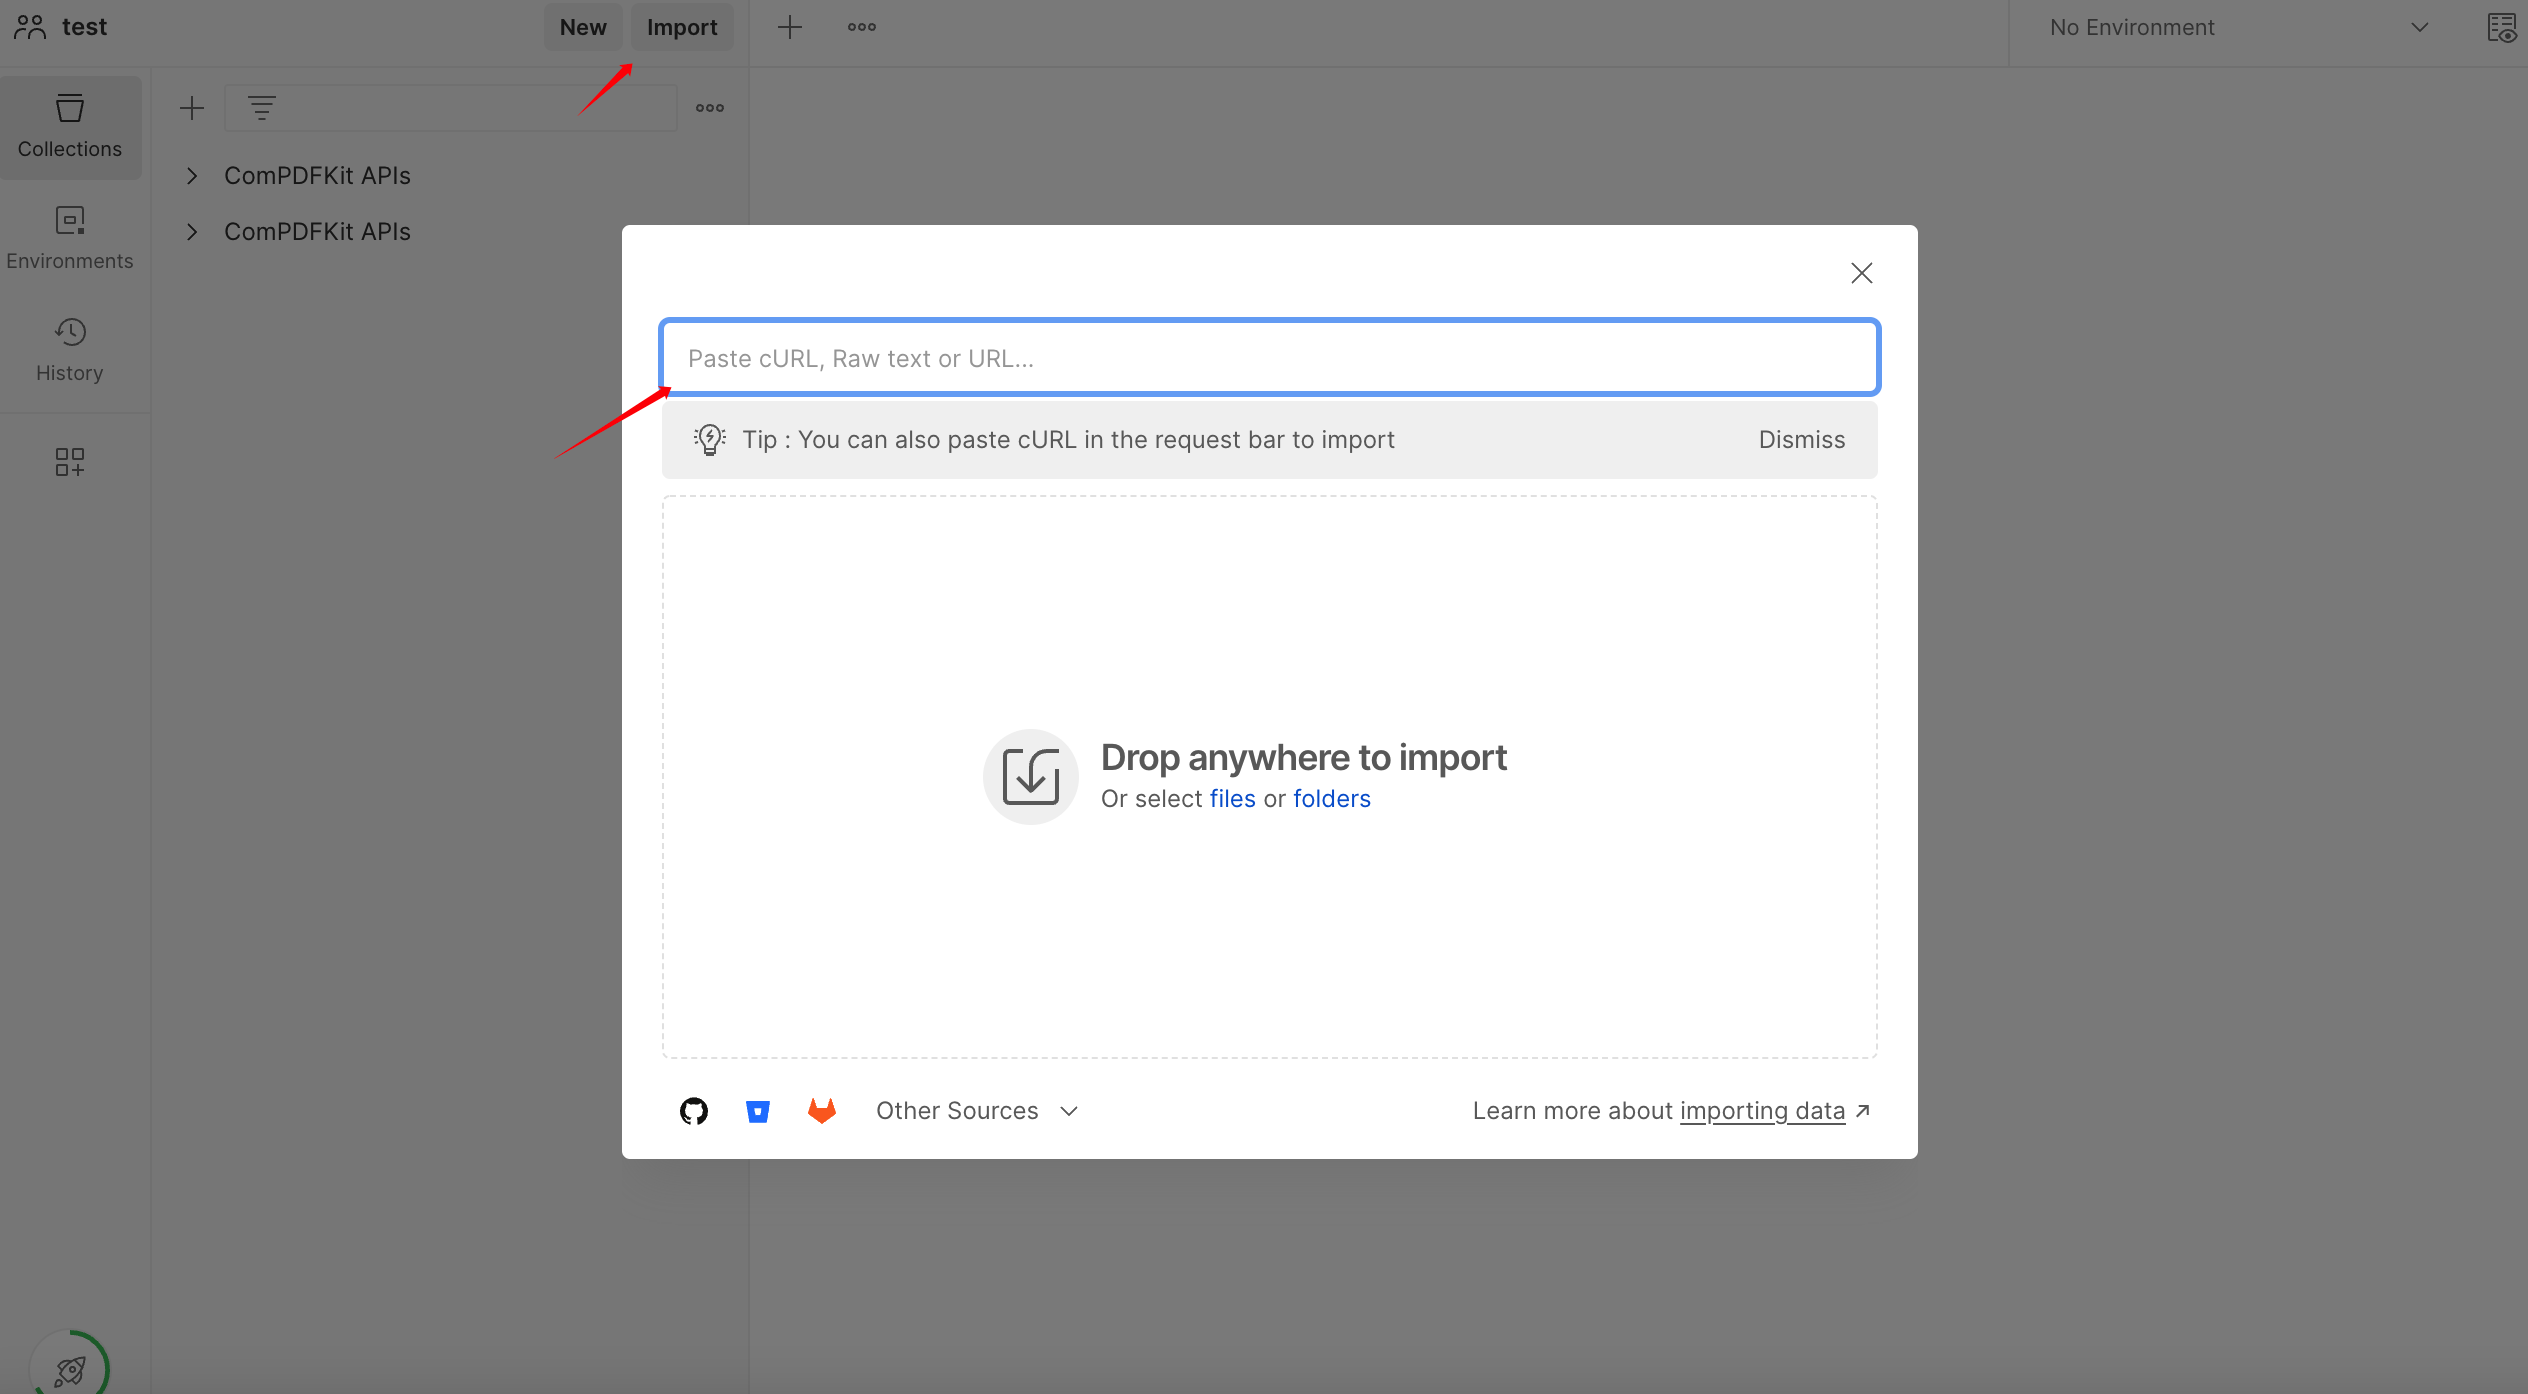 test
New
Import
No Environment
Collections
Environments
History
ComPDFKit APIs
ComPDFKit APIs
Paste cURL, Raw text or URL...
Tip : You can also paste cURL in the request bar to import
Dismiss
Drop anywhere to import
Or select files or folders
Other Sources
Learn more about importing data